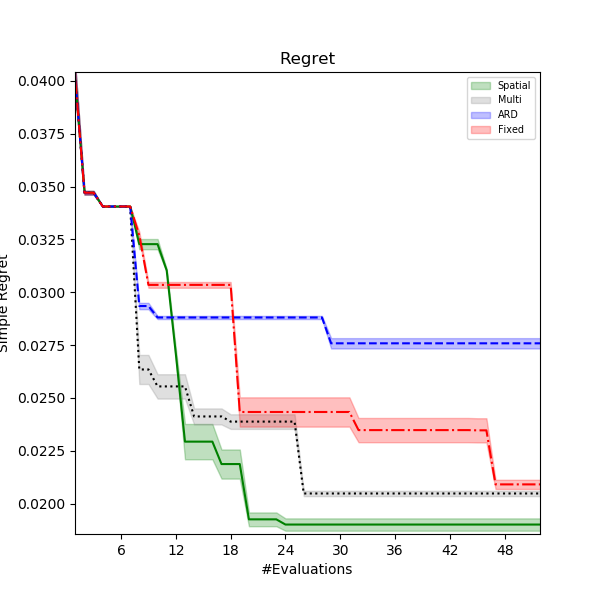 Regret
0.0400
0.0375
0.0350
0.0325
0.0300
0.0275
0.0250
0.0225
0.0200
Simple Regret
Spatial
Multi
ARD
Fixed
6 12 18 24 30 36 42 48
#Evaluations